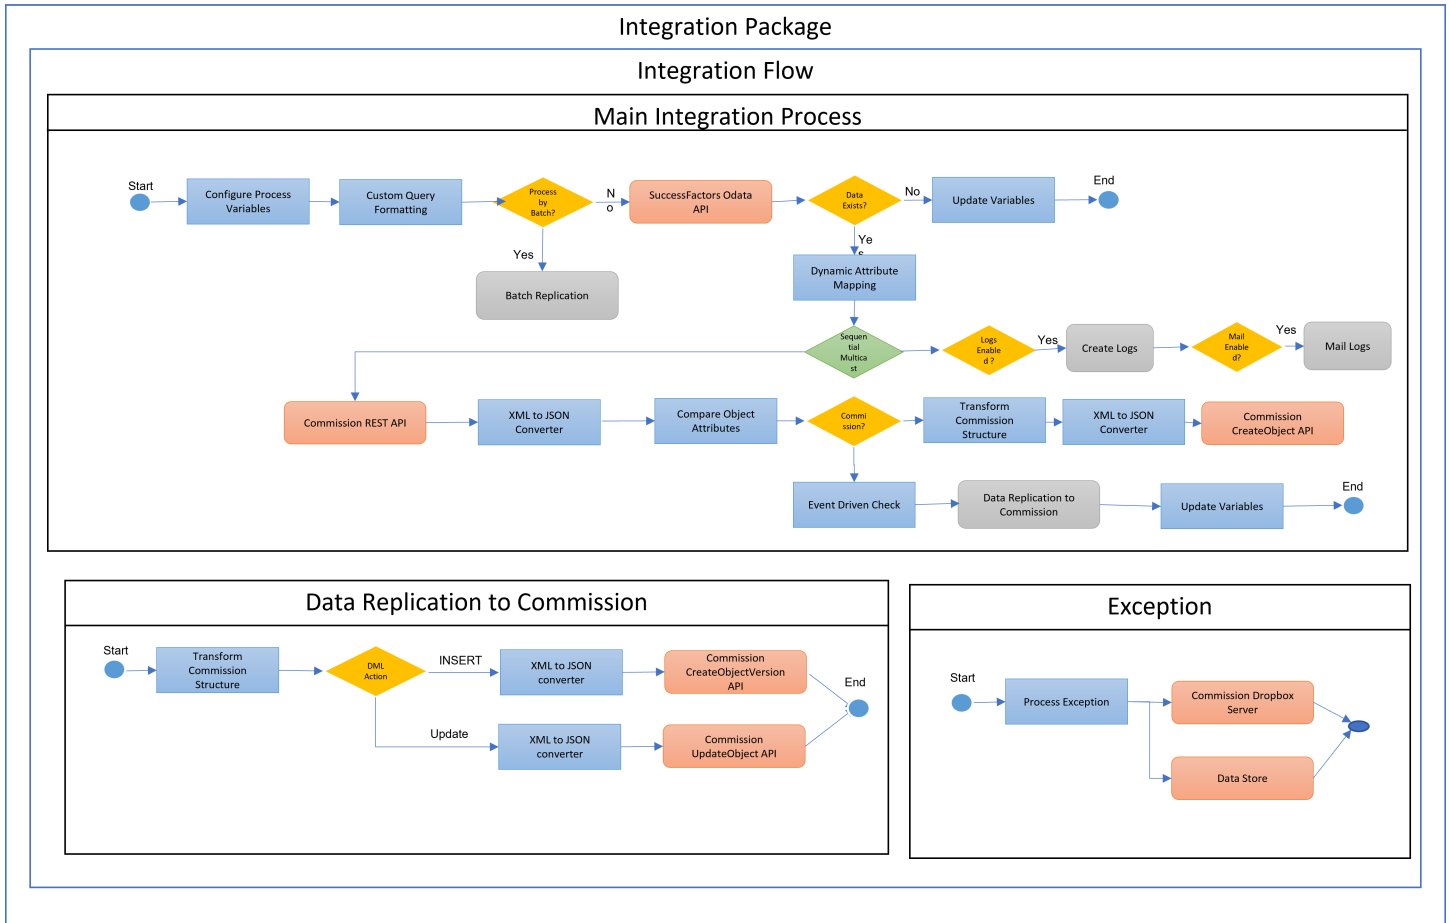 Integration Package
Integration Flow
Main Integration Process
Start
Configure Process
Variables
Custom Query
Formatting
Process
by
Batch?
N
o
SuccessFactors Odata
API
Data
Exists?
No
Update Variables
End
Yes
Batch Replication
Ye
s
Dynamic Attribute
Mapping
Sequen
tial
Multica
st
Logs
Enable
d ?
Yes
Create Logs
Mail
Enable
d?
Yes
Mail Logs
Commission REST API
XML to JSON
Converter
Compare Object
Attributes
Commi
ssion?
Transform
Commission
Structure
XML to JSON
Converter
Commission
CreateObject API
Event Driven Check
Data Replication to
Commission
Update Variables
End
Data Replication to Commission
Start
Transform
Commission
Structure
DML
Action
INSERT
XML to JSON
converter
Commission
CreateObjectVersion
API
End
Update
XML to JSON
converter
Commission
UpdateObject API
Exception
Start
Process Exception
Commission Dropbox
Server
Data Store